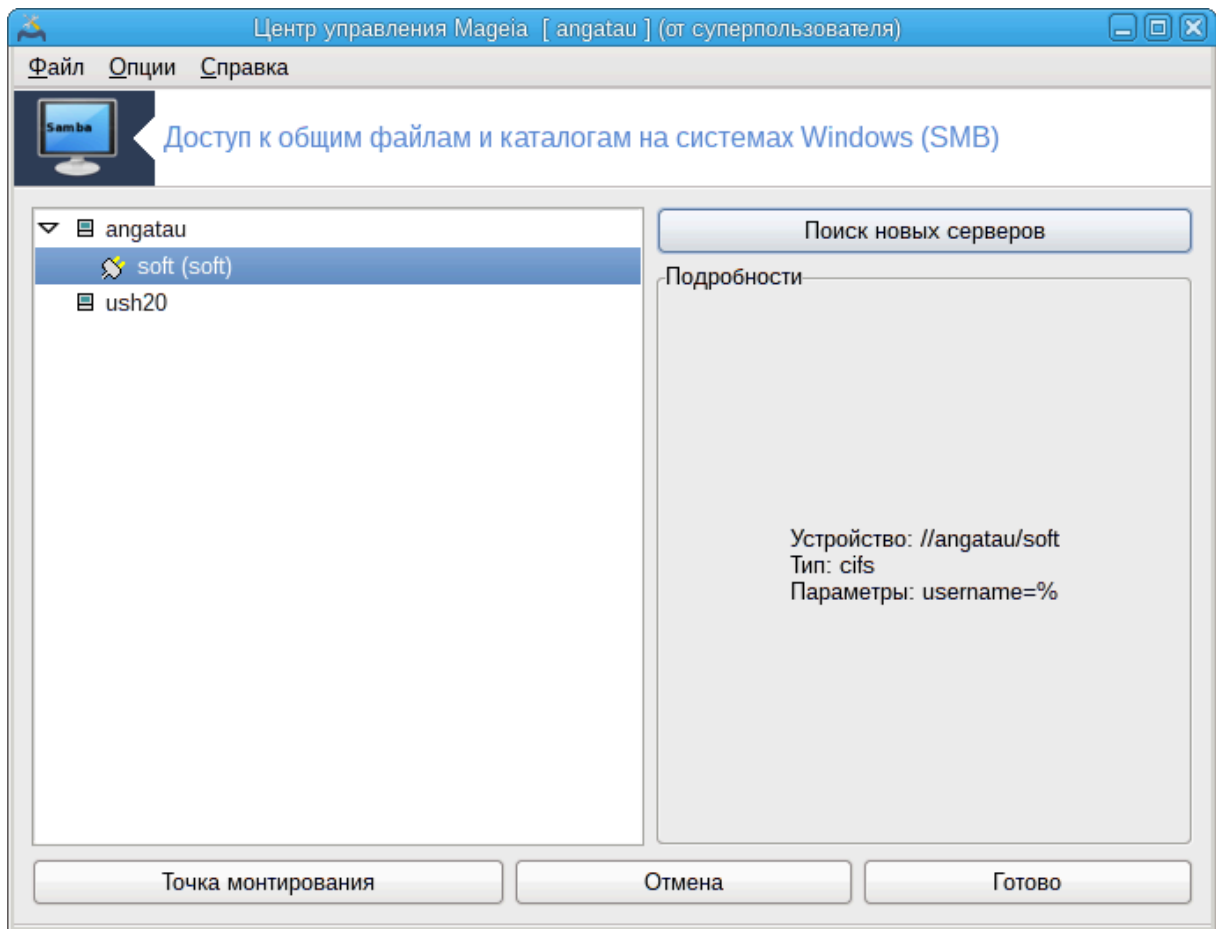 Центр управления Mageia [ angatau ] (от суперпользователя)
Файл Опции Справка
Samba
Доступ к общим файлам и каталогам на системах Windows (SMB)
angatau
soft (soft)
ush20
Поиск новых серверов
Подробности
Устройство: //angatau/soft
Тип: cifs
Параметры: username=%
Точка монтирования
Отмена
Готово